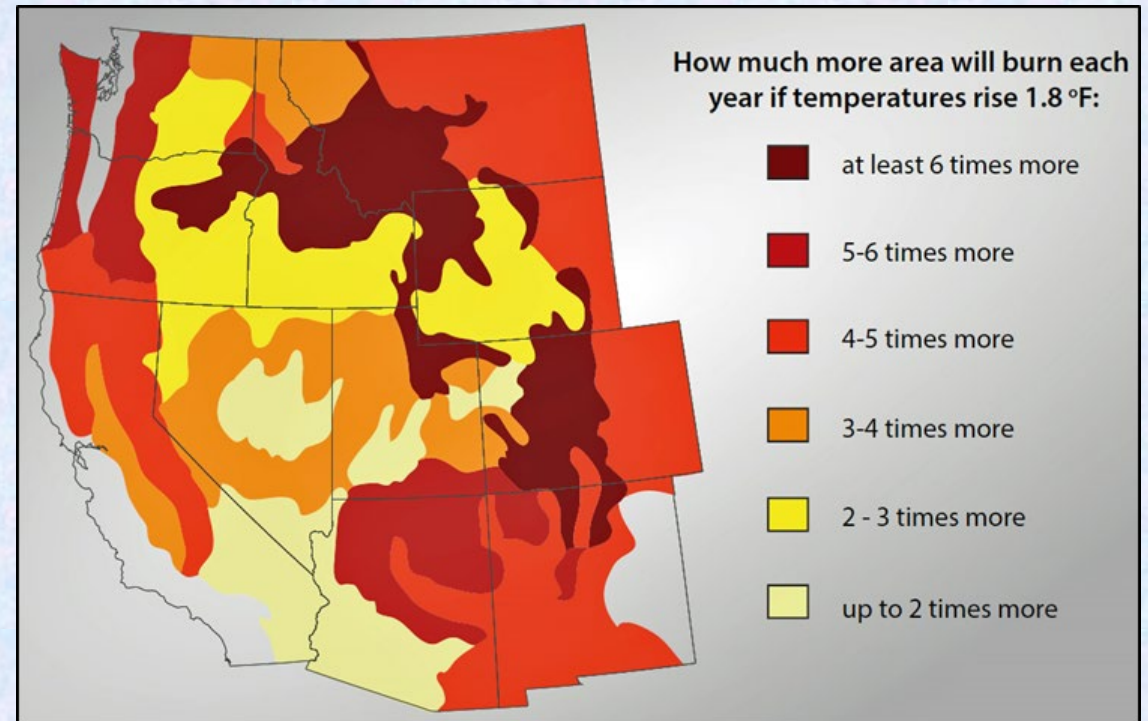 How much more area will burn each
year if temperatures rise 1.8 °F:
at least 6 times more
5-6 times more
4-5 times more
3-4 times more
2 - 3 times more
up to 2 times more